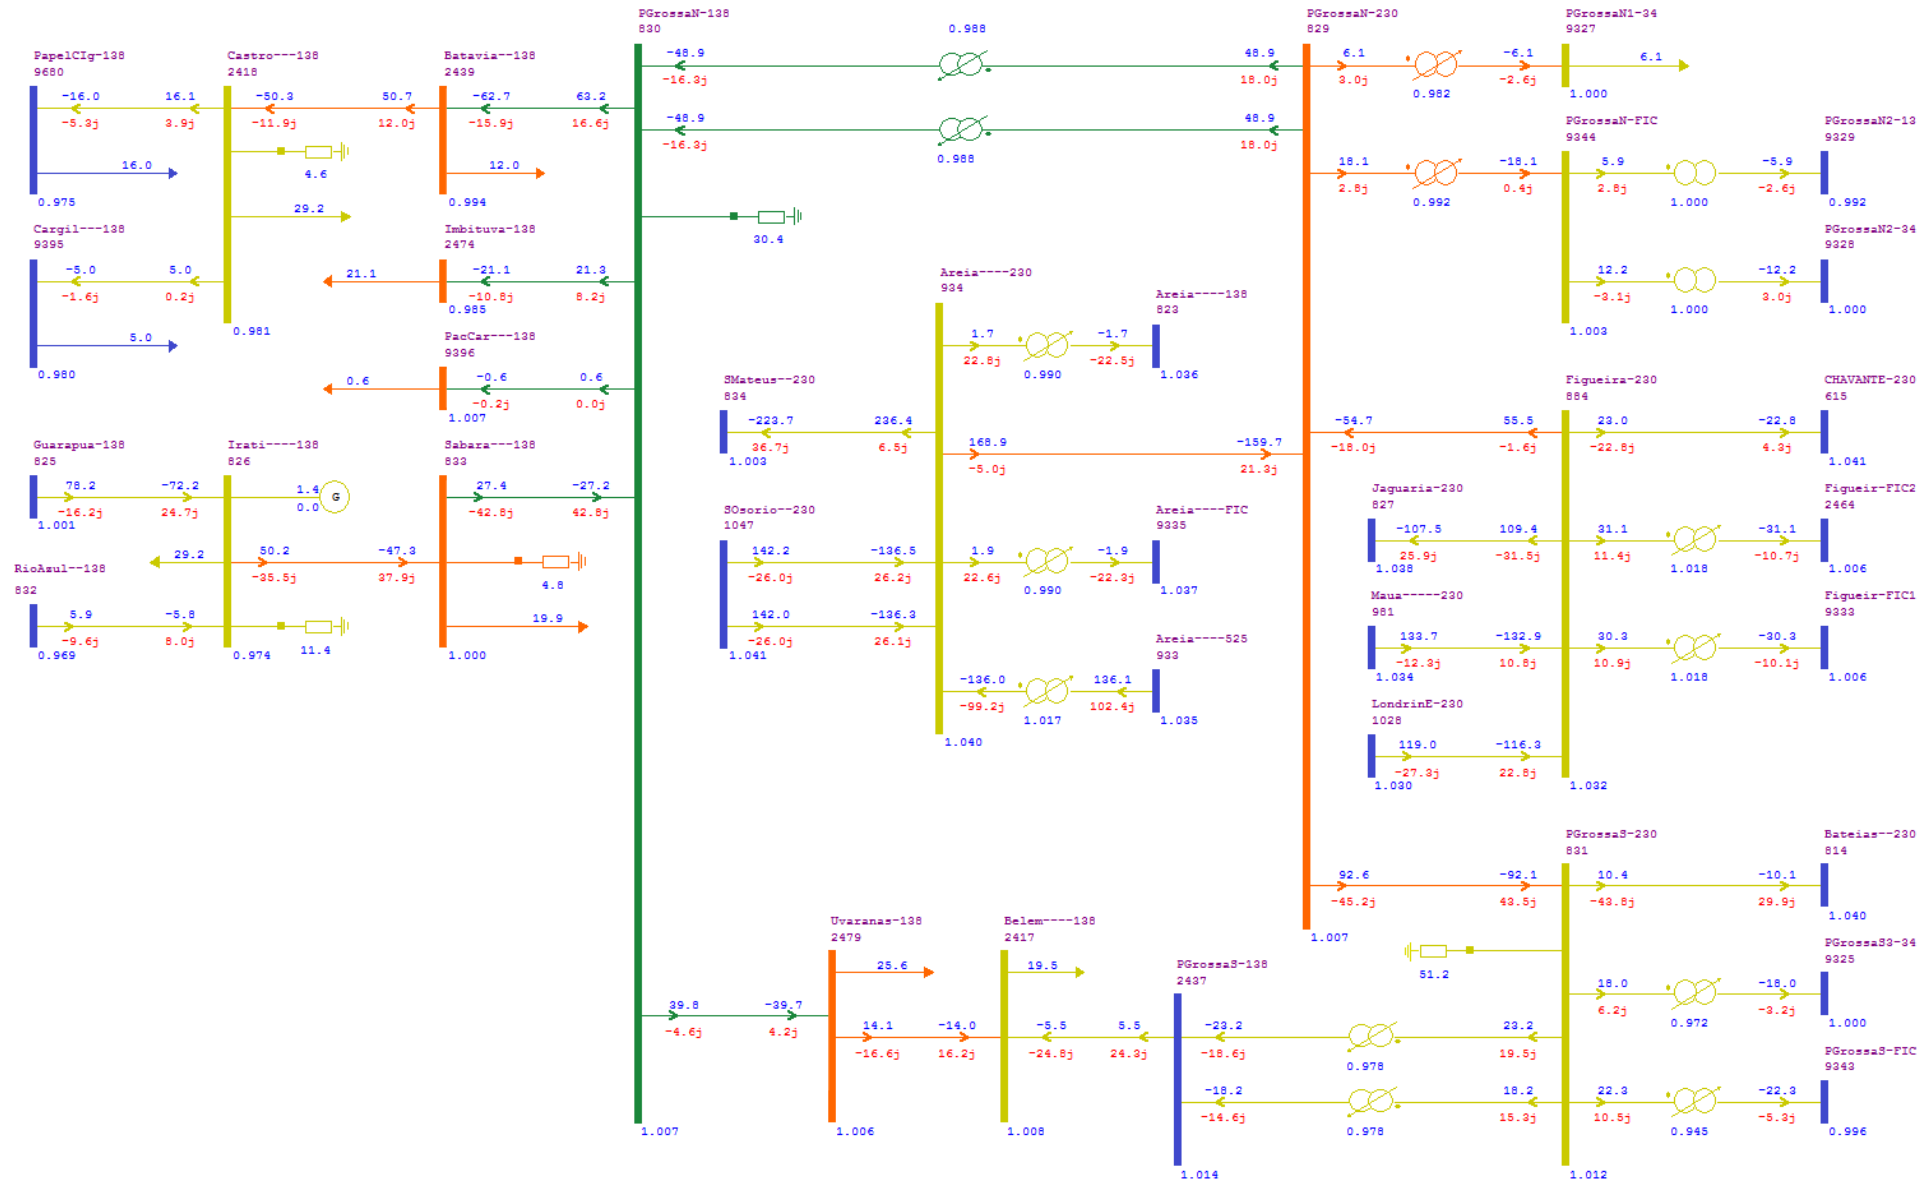 PGrossaN-138
830
PGrossaN-230
829
PGrossaN1-34
9327
0.988
-48.9
-16.3j
48.9
18.0j
6.1
3.0j
0.982
-6.1
-2.6j
6.1
1.000
PapelCIg-138
9680
Castro---138
2418
Batavia--138
2439
-16.0
-5.3j
16.1
3.9j
-50.3
-11.9j
50.7
12.0j
-62.7
-15.9j
63.2
16.6j
-48.9
-16.3j
0.988
48.9
18.0j
PGrossaN-FIC
9344
PGrossaN2-13
9329
16.0
4.6
12.0
0.975
29.2
0.994
18.1
2.8j
0.992
-18.1
0.4j
5.9
2.8j
1.000
-5.9
-2.6j
0.992
Cargil---138
9395
Imbituva-138
2474
30.4
PGrossaN2-34
9328
-5.0
-1.6j
5.0
0.2j
21.1
-21.1
-10.8j
21.3
8.2j
0.985
12.2
-3.1j
1.000
-12.2
3.0j
1.000
1.003
5.0
0.981
0.980
PacCar---138
9396
0.6
-0.6
-0.2j
0.6
0.0j
1.007
Areia----230
934
Areia----138
823
1.7
22.8j
0.990
-1.7
-22.5j
1.036
SMateus--230
834
-223.7
36.7j
236.4
6.5j
1.003
168.9
-5.0j
-159.7
21.3j
Figueira-230
884
CHAVANTE-230
615
-54.7
-18.0j
55.5
-1.6j
23.0
-22.8j
-22.8
4.3j
1.041
Guarapua-138
825
Irati----138
826
Sabara---138
833
78.2
-16.2j
-72.2
24.7j
1.4
0.0
G
27.4
-42.8j
-27.2
42.8j
1.001
SOsorio--230
1047
Areia----FIC
9335
Jaguaria-230
827
Figueir-FIC2
2464
142.2
-26.0j
-136.5
26.2j
1.9
22.6j
0.990
-1.9
-22.3j
1.037
-107.5
25.9j
109.4
-31.5j
31.1
11.4j
1.018
-31.1
-10.7j
1.038
1.006
29.2
50.2
-35.5j
-47.3
37.9j
4.8
RioAzul--138
832
5.9
-9.6j
-5.8
8.0j
11.4
19.9
0.969
0.974
1.000
142.0
-26.0j
-136.3
26.1j
1.041
Maua-----230
981
Figueir-FIC1
9333
133.7
-12.3j
-132.9
10.8j
30.3
10.9j
1.018
-30.3
-10.1j
1.034
1.006
Areia----525
933
-136.0
-99.2j
1.017
136.1
102.4j
1.035
1.040
LondrinE-230
1028
119.0
-27.3j
-116.3
22.8j
1.030
1.032
PGrossaS-230
831
Bateias--230
814
92.6
-45.2j
-92.1
43.5j
10.4
-43.8j
-10.1
29.9j
1.040
1.007
Uvaranas-138
2479
Belem----138
2417
PGrossaS-138
2437
51.2
PGrossaS3-34
9325
25.6
19.5
18.0
6.2j
0.972
-18.0
-3.2j
1.000
39.8
-4.6j
-39.7
4.2j
14.1
-16.6j
-14.0
16.2j
-5.5
-24.8j
5.5
24.3j
-23.2
-18.6j
0.978
23.2
19.5j
PGrossaS-FIC
9343
-18.2
-14.6j
0.978
18.2
15.3j
22.3
10.5j
0.945
-22.3
-5.3j
0.996
1.007
1.006
1.008
1.014
1.012